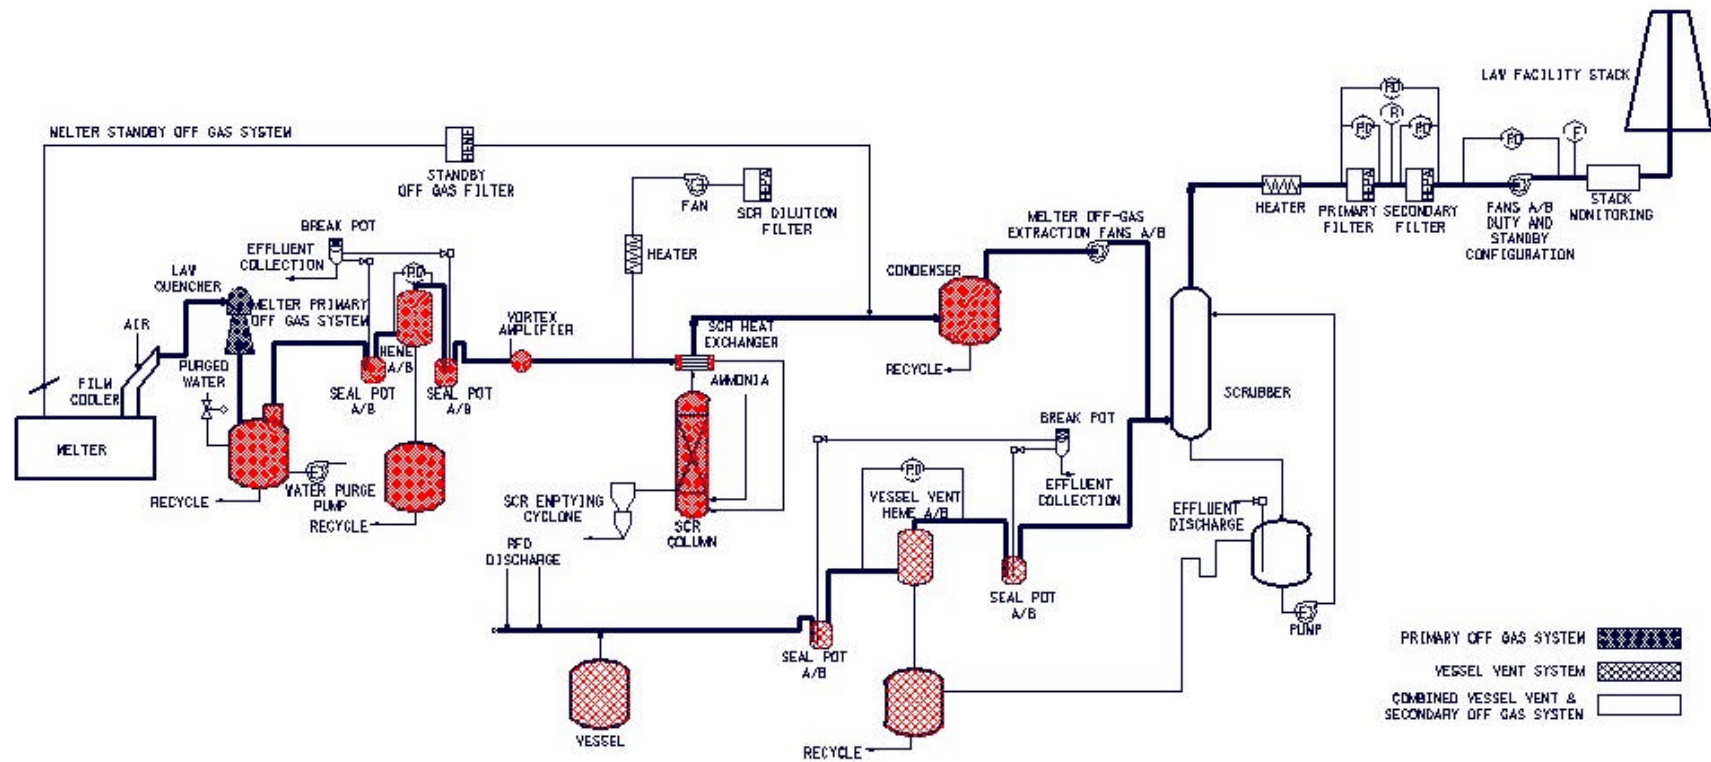 LAW FACILITY STACK
MELTER STANDBY OFF GAS SYSTEM
STANDBY
OFF GAS FILTER
FAN
SCR DILUTION
FILTER
HEATER
PRIMARY
FILTER
SECONDARY
FILTER
FANS A/B
DUTY AND
STANDBY
CONFIGURATION
STACK
MONITORING
MELTER OFF-GAS
EXTRACTION FANS A/B
BREAK POT
EFFLUENT
COLLECTION
LAW
QUENCHER
MELTER PRIMARY
OFF GAS SYSTEM
HEATER
CONDENSER
AIR
VORTEX
AMPLIFIER
SCR HEAT
EXCHANGER
PURGED
WATER
FILM
COOLER
HEME
A/B
SEAL POT
A/B
SEAL POT
A/B
AMMONIA
RECYCLE
SCRUBBER
MELTER
BREAK POT
EFFLUENT
COLLECTION
RECYCLE
WATER PURGE
PUMP
RECYCLE
SCR EMPTYING
CYCLONE
SCR
COLUMN
VESSEL VENT
HEME A/B
EFFLUENT
DISCHARGE
RFD
DISCHARGE
SEAL POT
A/B
PUMP
SEAL POT
A/B
VESSEL
RECYCLE
PRIMARY OFF GAS SYSTEM
VESSEL VENT SYSTEM
COMBINED VESSEL VENT &
SECONDARY OFF GAS SYSTEM